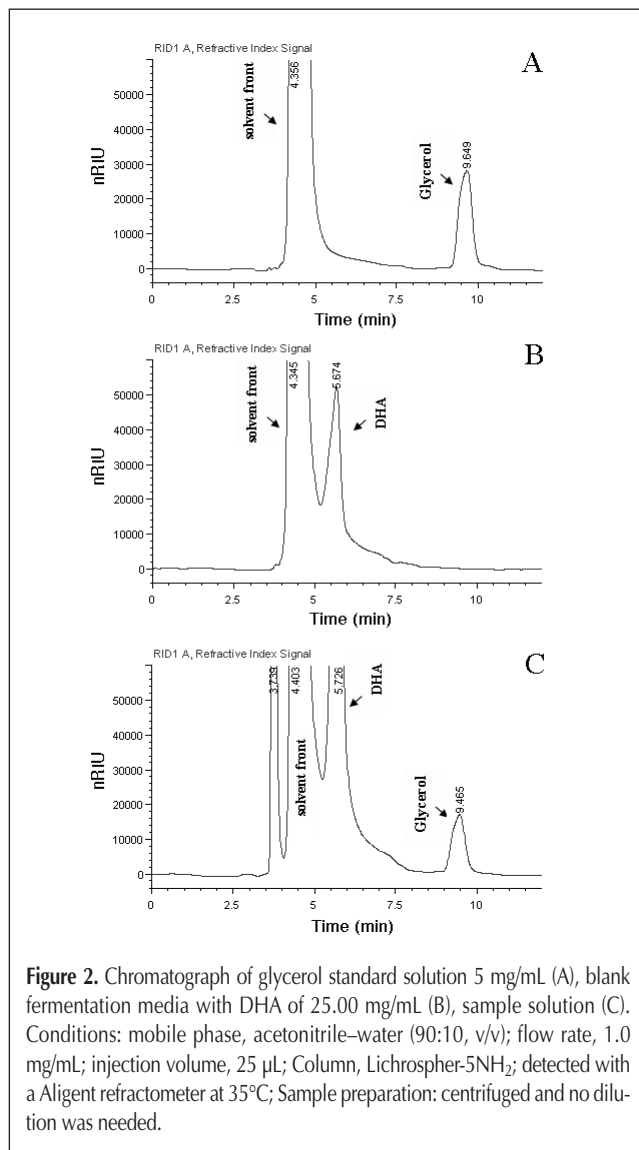 RID1 A, Refractive Index Signal
A
50000
40000
30000
20000
10000
0
nRIU
4.356
solvent front
Glycerol
9.649
0 2.5 5 7.5 10
Time (min)
RID1 A, Refractive Index Signal
B
50000
40000
30000
20000
10000
0
nRIU
4.345
solvent front
5.674
DHA
0 2.5 5 7.5 10
Time (min)
RID1 A, Refractive Index Signal
C
50000
40000
30000
20000
10000
0
nRIU
3.739
4.403
solvent front
5.726
DHA
Glycerol
9.465
0 2.5 5 7.5 10
Time (min)
Figure 2. Chromatograph of glycerol standard solution 5 mg/mL (A), blank
fermentation media with DHA of 25.00 mg/mL (B), sample solution (C).
Conditions: mobile phase, acetonitrile–water (90:10, v/v); flow rate, 1.0
mg/mL; injection volume, 25 µL; Column, Lichrospher-5NH₂; detected with
a Aligent refractometer at 35°C; Sample preparation: centrifuged and no dilu-
tion was needed.